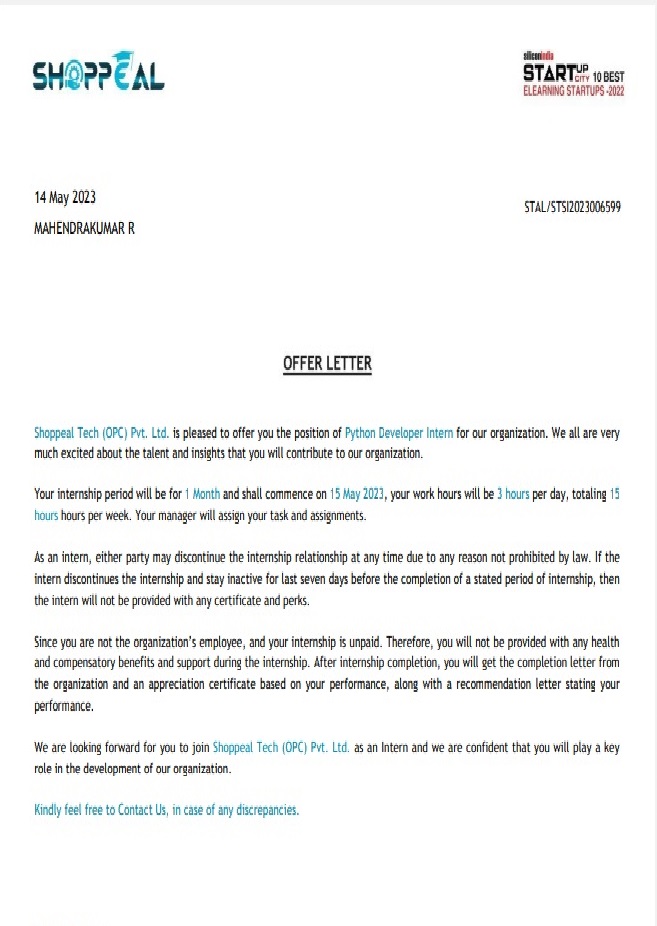 SHOPPEAL
siliconindia
STARTUP CITY 10 BEST
ELEARNING STARTUPS -2022
14 May 2023
STAL/STSI2023006599
MAHENDRAKUMAR R
OFFER LETTER
Shoppeal Tech (OPC) Pvt. Ltd. is pleased to offer you the position of Python Developer Intern for our organization. We all are very
much excited about the talent and insights that you will contribute to our organization.
Your internship period will be for 1 Month and shall commence on 15 May 2023, your work hours will be 3 hours per day, totaling 15
hours hours per week. Your manager will assign your task and assignments.
As an intern, either party may discontinue the internship relationship at any time due to any reason not prohibited by law. If the
intern discontinues the internship and stay inactive for last seven days before the completion of a stated period of internship, then
the intern will not be provided with any certificate and perks.
Since you are not the organization's employee, and your internship is unpaid. Therefore, you will not be provided with any health
and compensatory benefits and support during the internship. After internship completion, you will get the completion letter from
the organization and an appreciation certificate based on your performance, along with a recommendation letter stating your
performance.
We are looking forward for you to join Shoppeal Tech (OPC) Pvt. Ltd. as an Intern and we are confident that you will play a key
role in the development of our organization.
Kindly feel free to Contact Us, in case of any discrepancies.